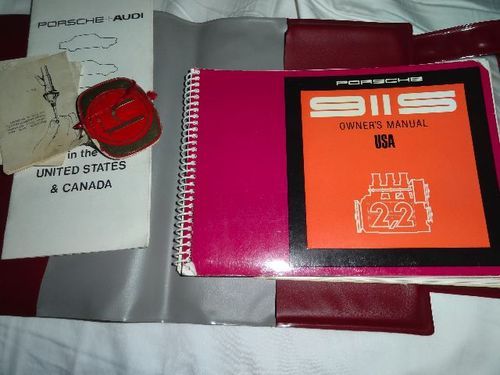 PORSCHE+AUDI
in the
UNITED STATES
& CANADA
PORSCHE
911S
OWNER'S MANUAL
USA
2,2